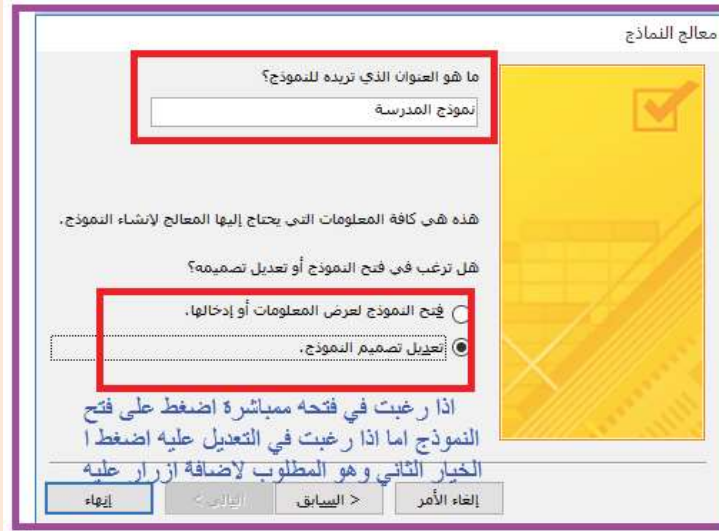 معالج النماذج
ما هو العنوان الذي تريده للنموذج؟
نموذج المدرسة
هذه هي كافة المعلومات التي يحتاج إليها المعالج لإنشاء النموذج.
هل ترغب في فتح النموذج أو تعديل تصميمه؟
فتح النموذج لعرض المعلومات أو إدخالها.
تعديل تصميم النموذج.
اذا رغبت في فتحه ممباشرة اضغط على فتح
النموذج اما اذا رغبت في التعديل عليه اضغط ا
الخيار الثاني وهو المطلوب لاضافة ازرار عليه
إلغاء الأمر < السابق التالي > إنهاء